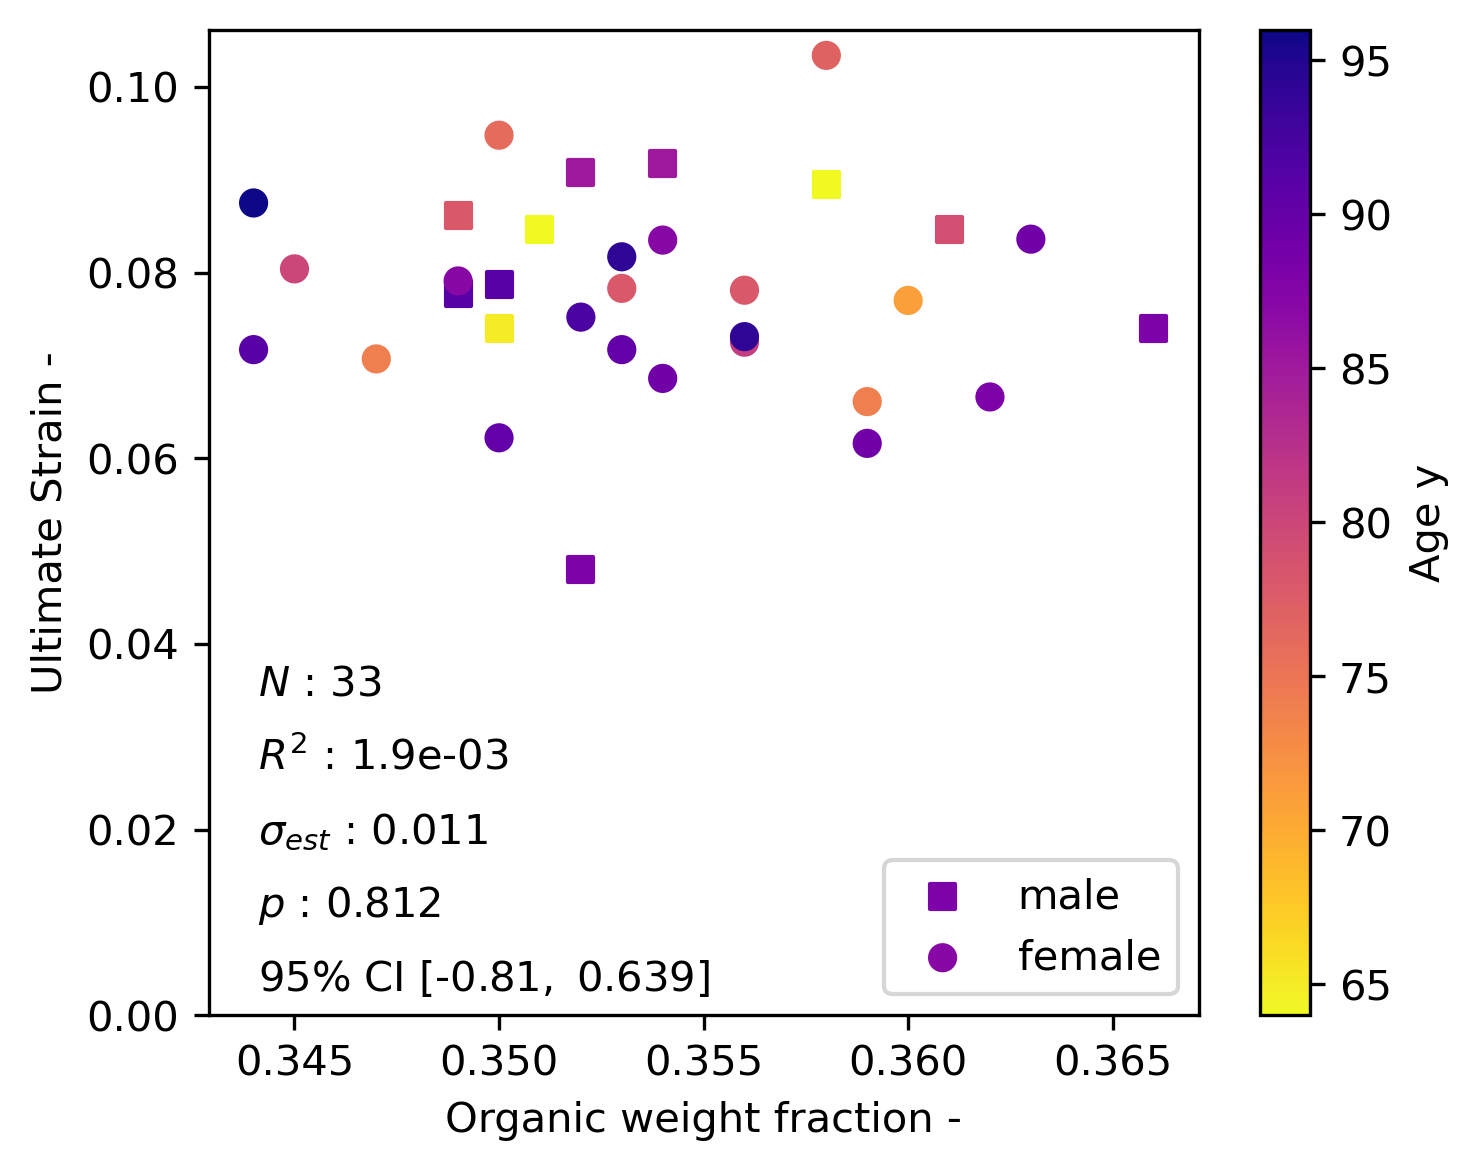 0.10
0.08
0.06
0.04
0.02
0.00
Ultimate Strain -
0.345 0.350 0.355 0.360 0.365
Organic weight fraction -
N : 33
R² : 1.9e-03
σ_est : 0.011
p : 0.812
95% CI [-0.81, 0.639]
male
female
95
90
85
80
75
70
65
Age y